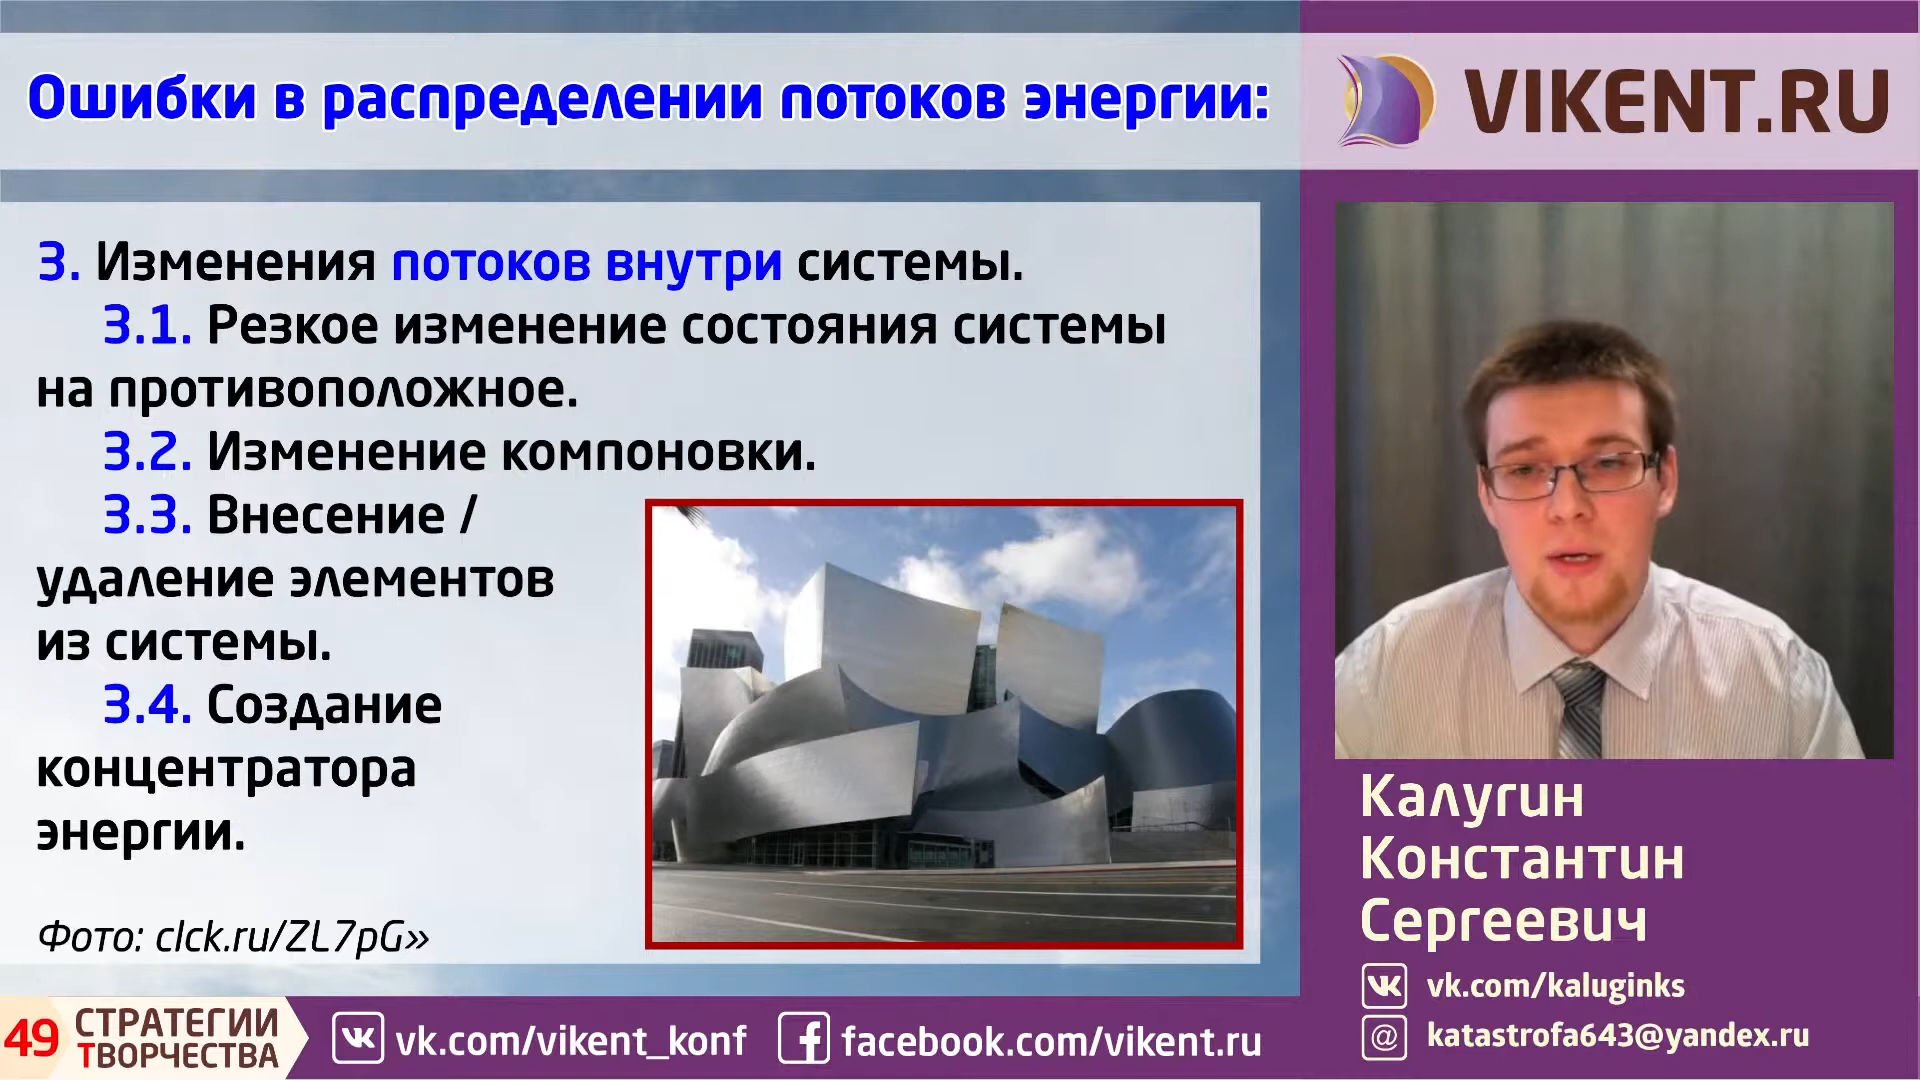 Ошибки в распределении потоков энергии:
VIKENT.RU
3. Изменения потоков внутри системы.
3.1. Резкое изменение состояния системы
на противоположное.
3.2. Изменение компоновки.
3.3. Внесение /
удаление элементов
из системы.
3.4. Создание
концентратора
энергии.
Фото: clck.ru/ZL7pG»
Калугин
Константин
Сергеевич
vk.com/kaluginks
katastrofa643@yandex.ru
49 СТРАТЕГИИ
ТВОРЧЕСТВА
vk.com/vikent_konf
facebook.com/vikent.ru